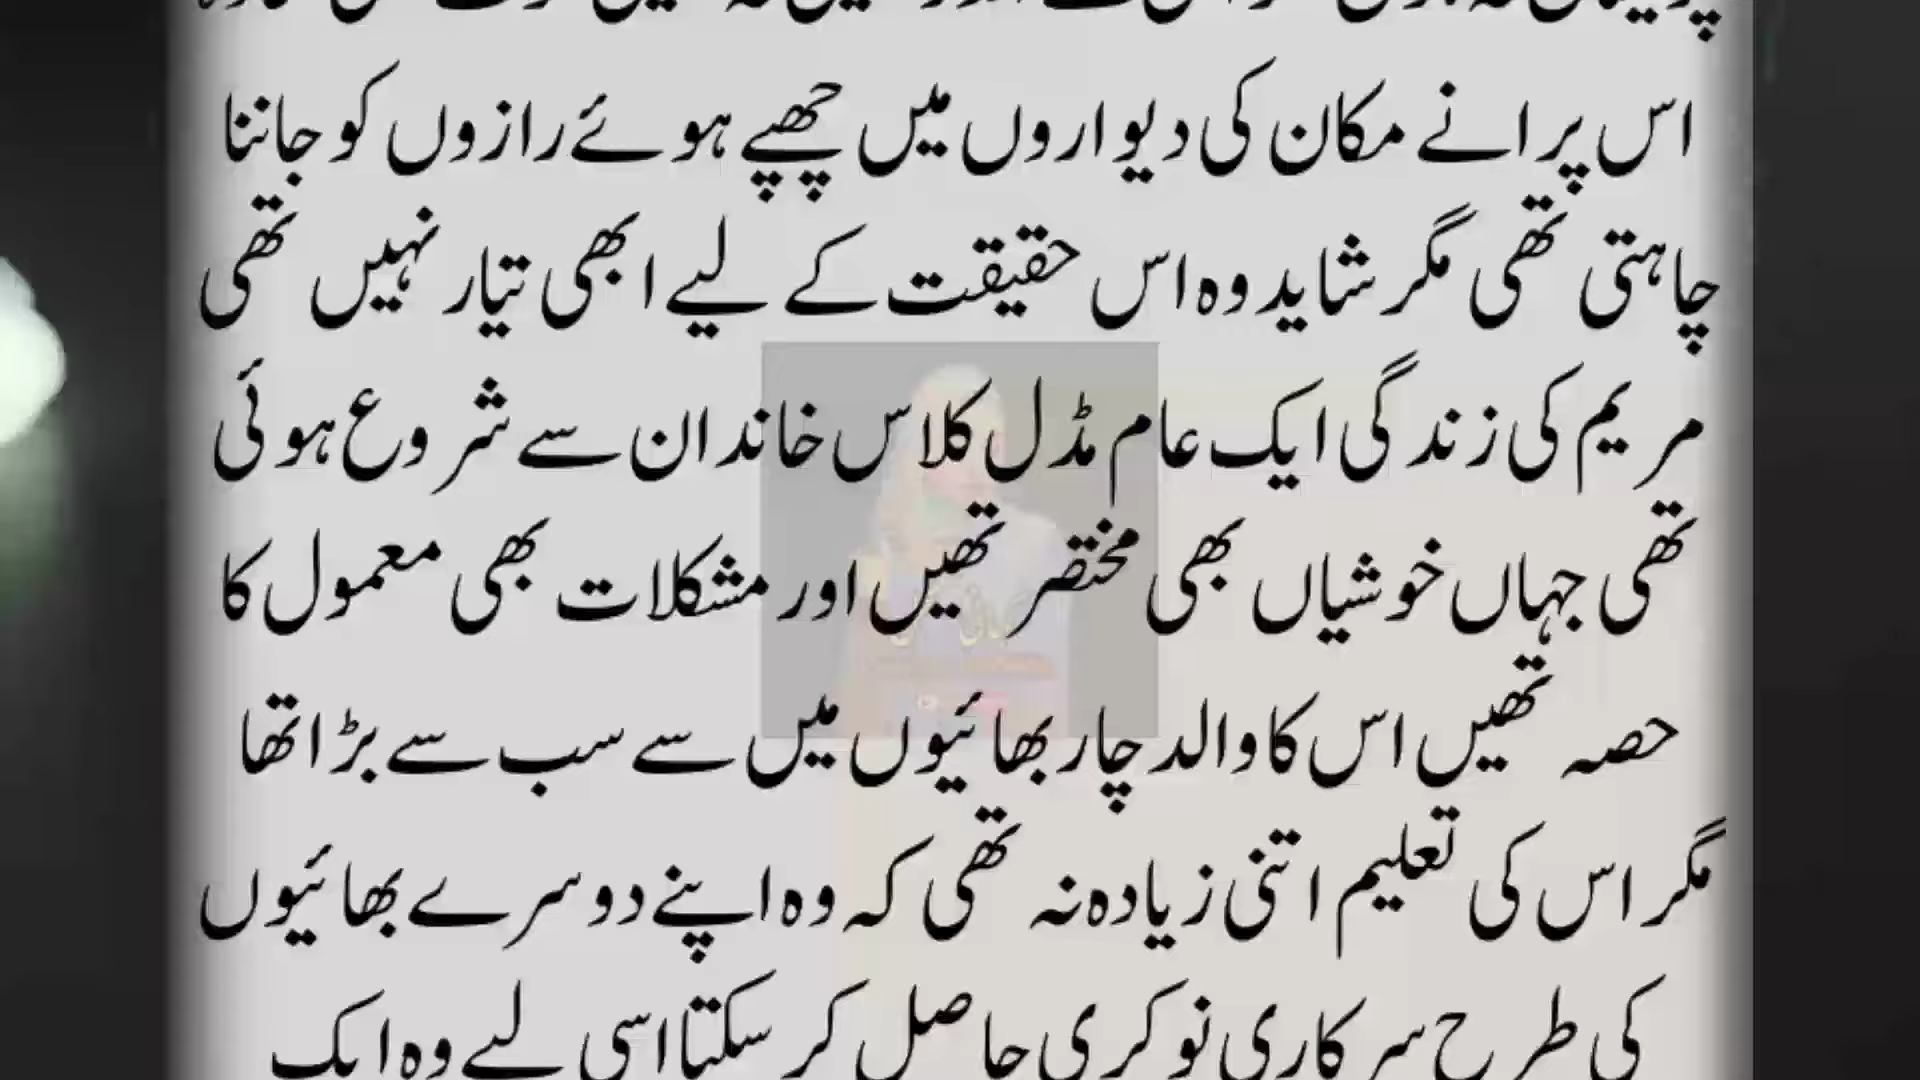 اس پرانے مکان کی دیواروں میں چھپے ہوئے رازوں کو جاننا
چاہتی تھی مگر شاید وہ اس حقیقت کے لیے ابھی تیار نہیں تھی
مریم کی زندگی ایک عام مڈل کلاس خاندان سے شروع ہوئی
تھی جہاں خوشیاں بھی مختصر تھیں اور مشکلات بھی معمول کا
حصہ تھیں اس کا والد چار بھائیوں میں سے سب سے بڑا تھا
مگر اس کی تعلیم اتنی زیادہ نہ تھی کہ وہ اپنے دوسرے بھائیوں
کی طرح سرکاری نوکری حاصل کر سکتا اسی لیے وہ ایک